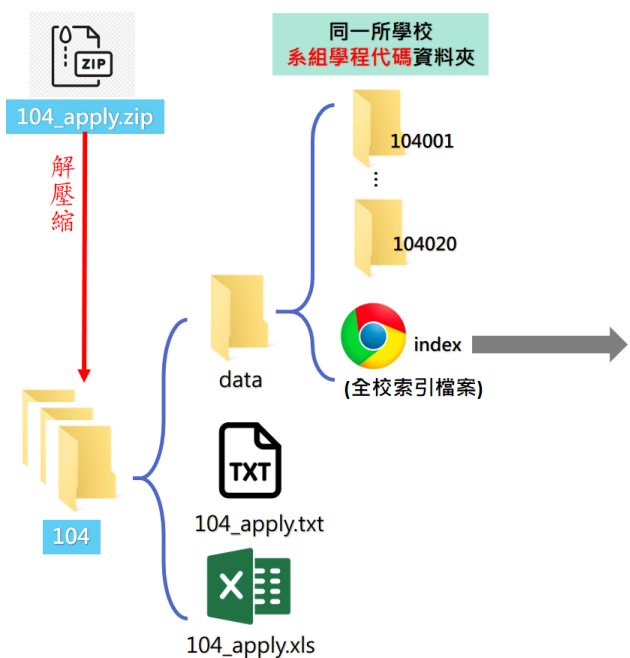 同一所學校
系組學程代碼資料夾
ZIP
104_apply.zip
解壓縮
104001
⋮
104020
index
(全校索引檔案)
data
TXT
104_apply.txt
104
X
104_apply.xls